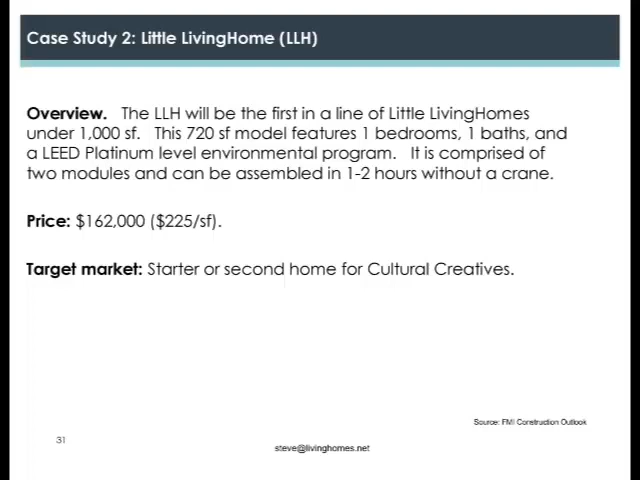 Case Study 2: Little LivingHome (LLH)
Overview. The LLH will be the first in a line of Little LivingHomes
under 1,000 sf. This 720 sf model features 1 bedrooms, 1 baths, and
a LEED Platinum level environmental program. It is comprised of
two modules and can be assembled in 1-2 hours without a crane.
Price: $162,000 ($225/sf).
Target market: Starter or second home for Cultural Creatives.
Source: FMI Construction Outlook
31
steve@livinghomes.net